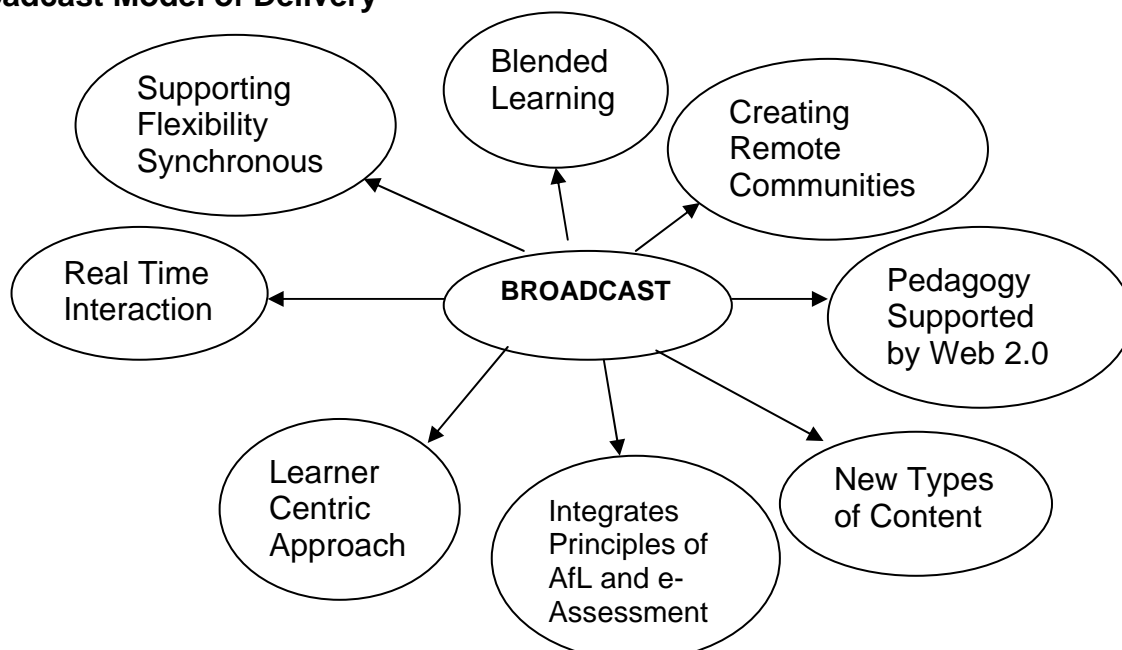 Model of Delivery
Blended
Learning
Supporting
Flexibility
Synchronous
Creating
Remote
Communities
Real Time
Interaction
BROADCAST
Pedagogy
Supported
by Web 2.0
Learner
Centric
Approach
Integrates
Principles of
AfL and e-
Assessment
New Types
of Content